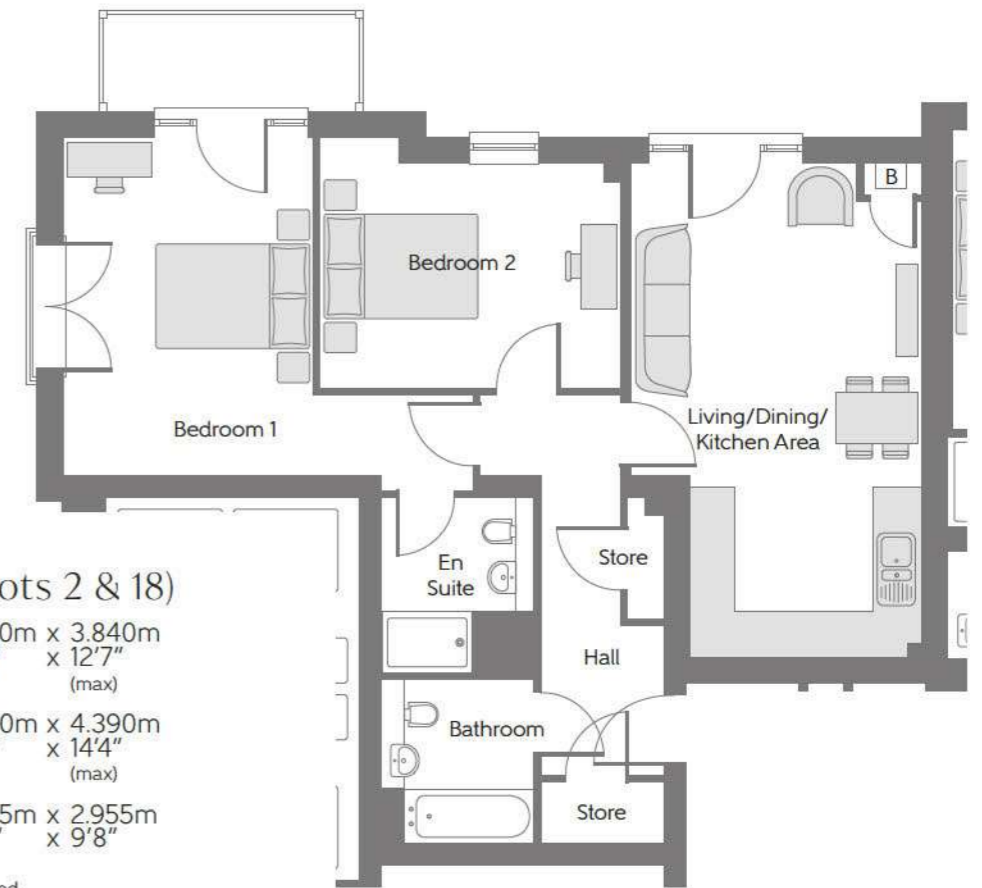 B
Bedroom 2
Living/Dining/
Kitchen Area
Bedroom 1
En
Suite
Store
Hall
Bathroom
Store
ots 2 & 18)
0m x 3.840m
x 12'7"
(max)
0m x 4.390m
x 14'4"
(max)
5m x 2.955m
x 9'8"